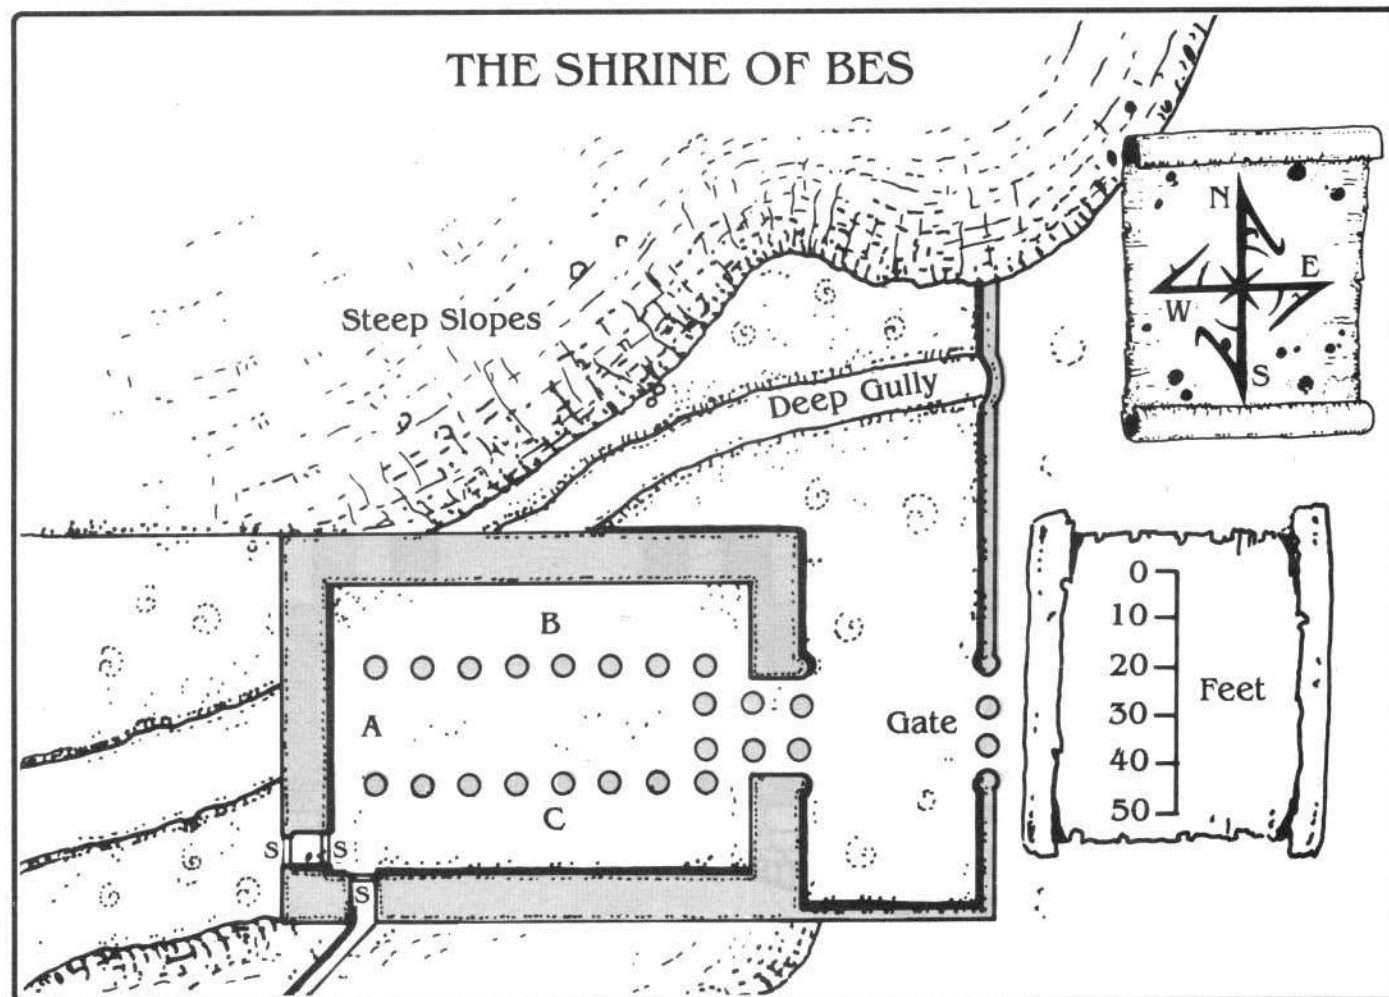 THE SHRINE OF BES
N
W
E
S
Steep Slopes
Deep Gully
0
10
20
30
40
50
Feet
B
A
Gate
C
S
S
S